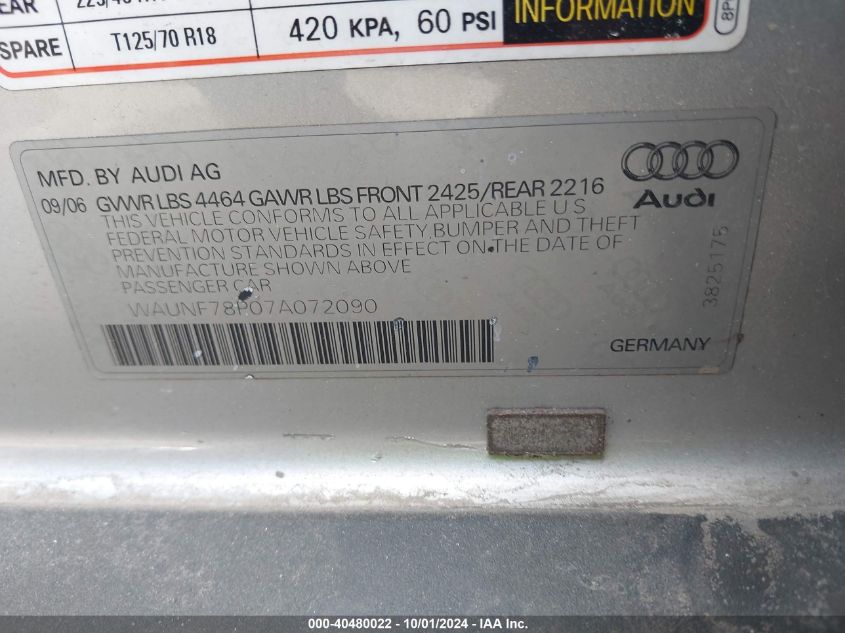 SPARE T125/70 R18 420 KPA, 60 PSI
INFORMATION
MFD. BY AUDI AG
09/06 GVWR LBS 4464 GAWR LBS FRONT 2425/REAR 2216
THIS VEHICLE CONFORMS TO ALL APPLICABLE U S
FEDERAL MOTOR VEHICLE SAFETY, BUMPER AND THEFT
PREVENTION STANDARDS IN EFFECT ON THE DATE OF
MANUFACTURE SHOWN ABOVE
PASSENGER CAR
WAUNF78P07A072090
Audi
3825175
GERMANY
000-40480022 - 10/01/2024 - IAA Inc.